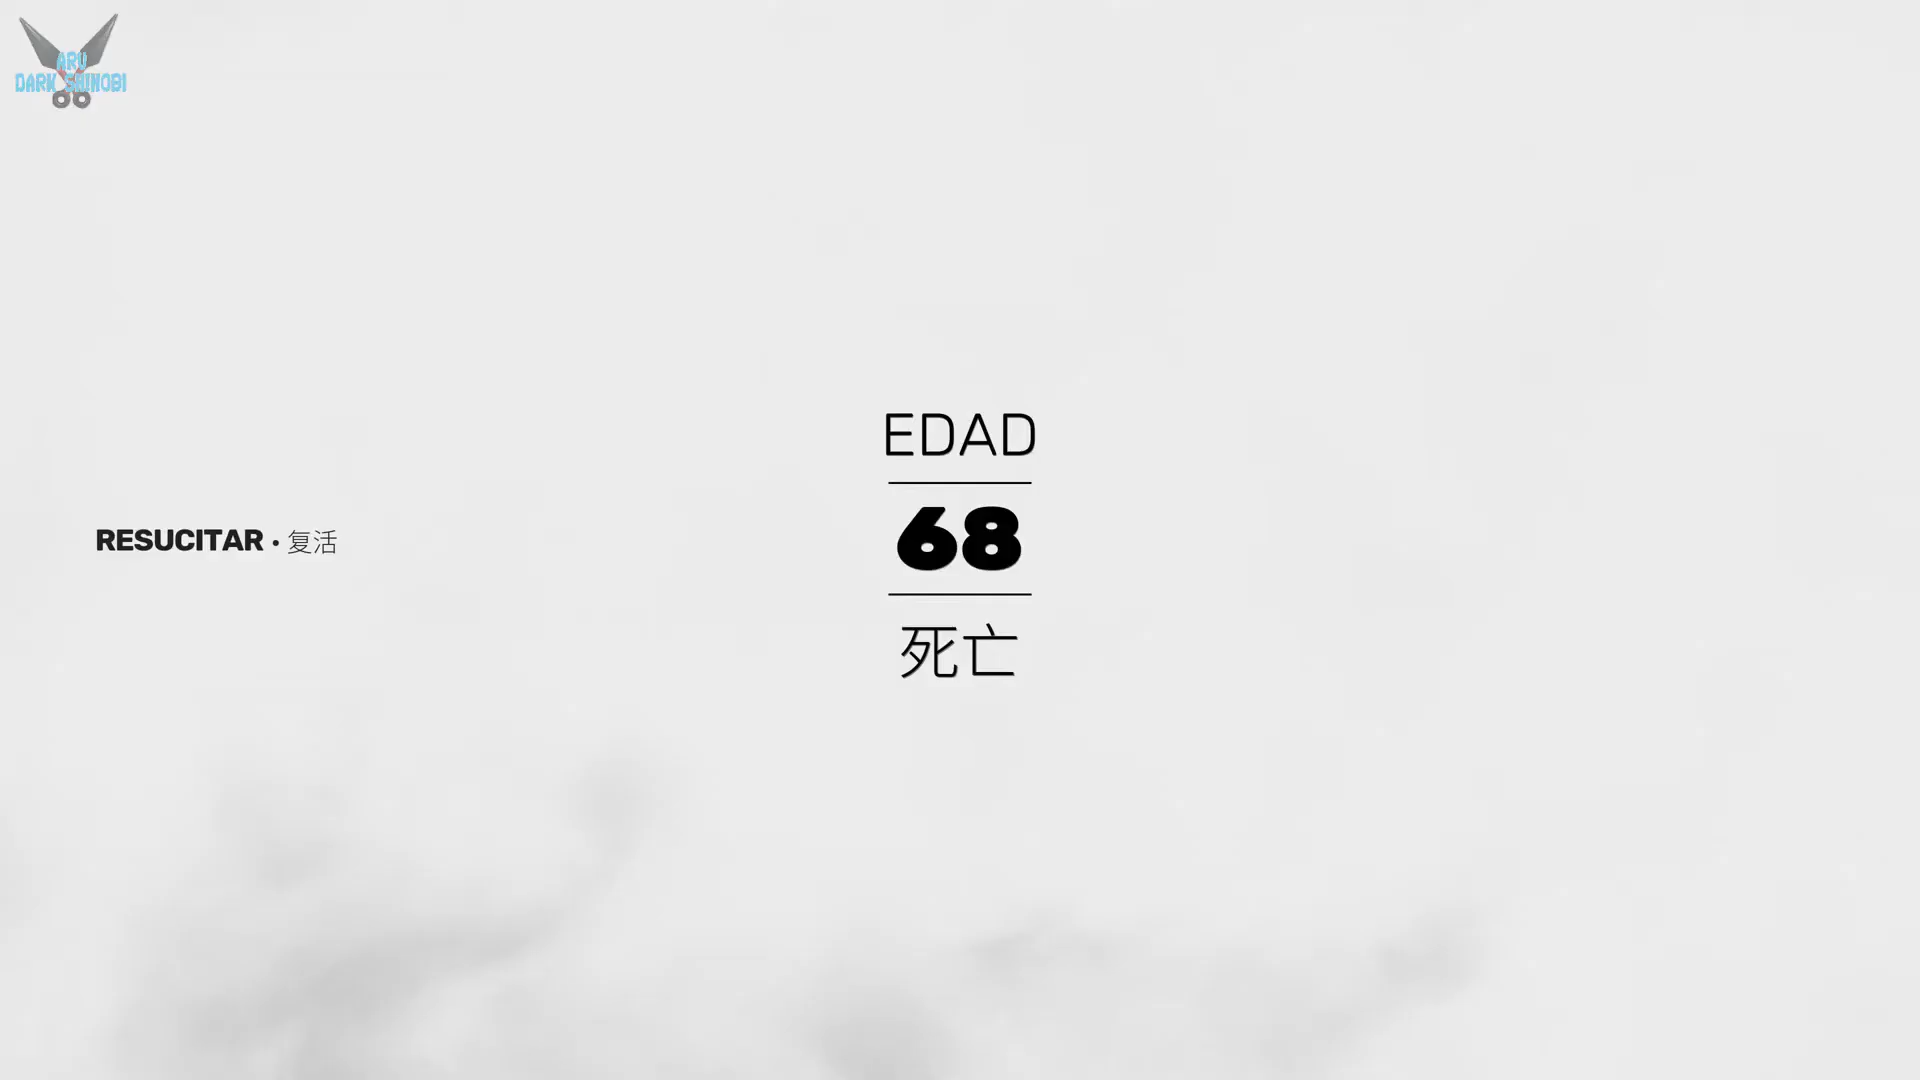 ARU
DARK SHINOBI
EDAD
68
死亡
RESUCITAR • 复活